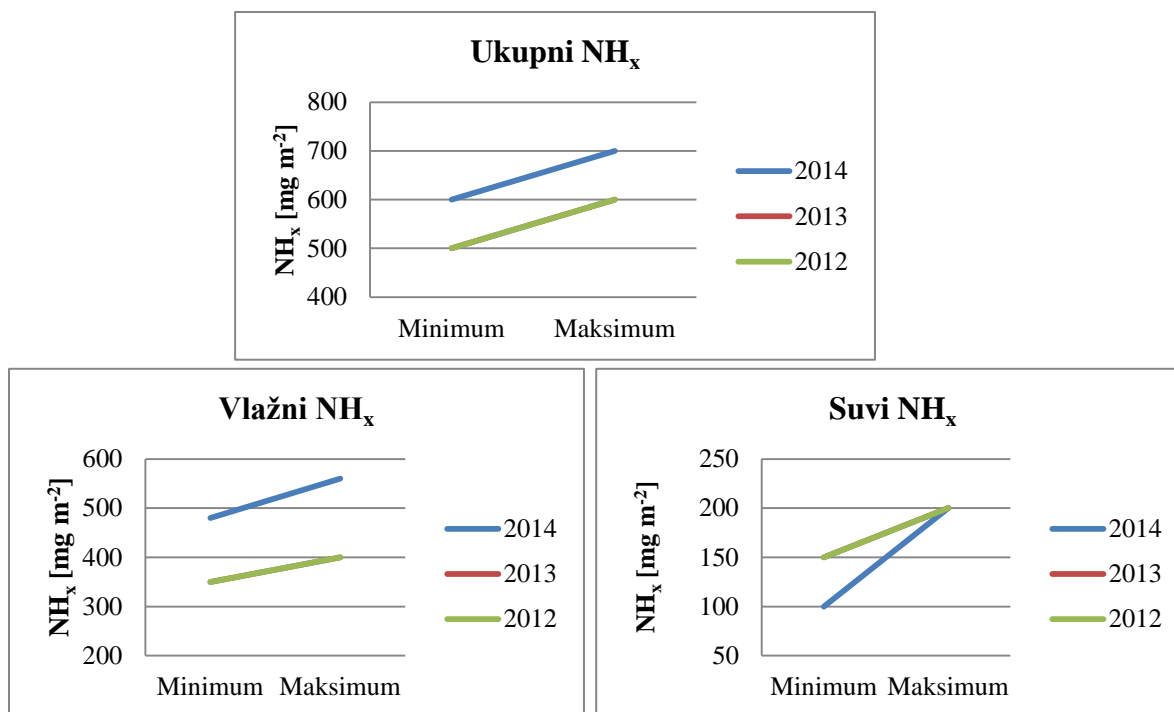 Ukupni NHx
NHx [mg m-2]
800
700
600
500
400
Minimum Maksimum
2014
2013
2012
Vlažni NHx
NHx [mg m-2]
600
500
400
300
200
Minimum Maksimum
2014
2013
2012
Suvi NHx
NHx [mg m-2]
250
200
150
100
50
Minimum Maksimum
2014
2013
2012